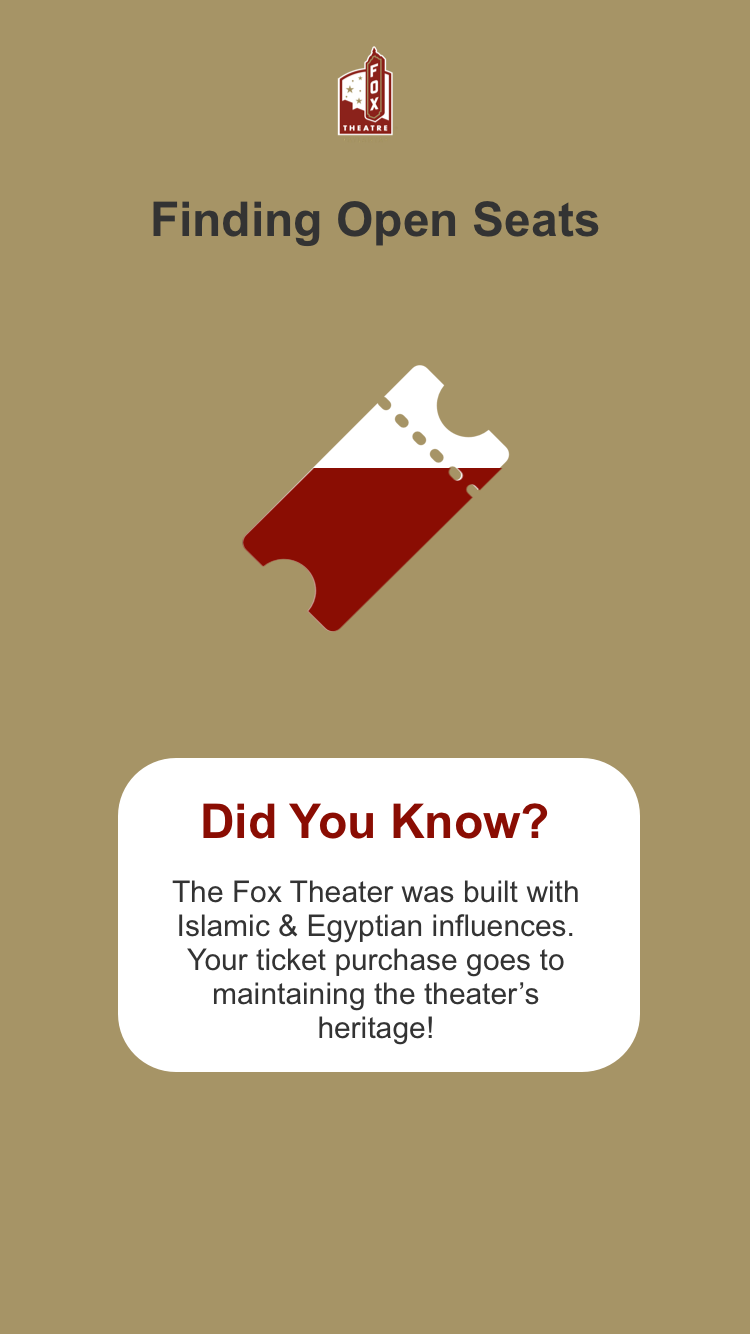 FOX
THEATRE
Finding Open Seats
Did You Know?
The Fox Theater was built with
Islamic & Egyptian influences.
Your ticket purchase goes to
maintaining the theater’s
heritage!